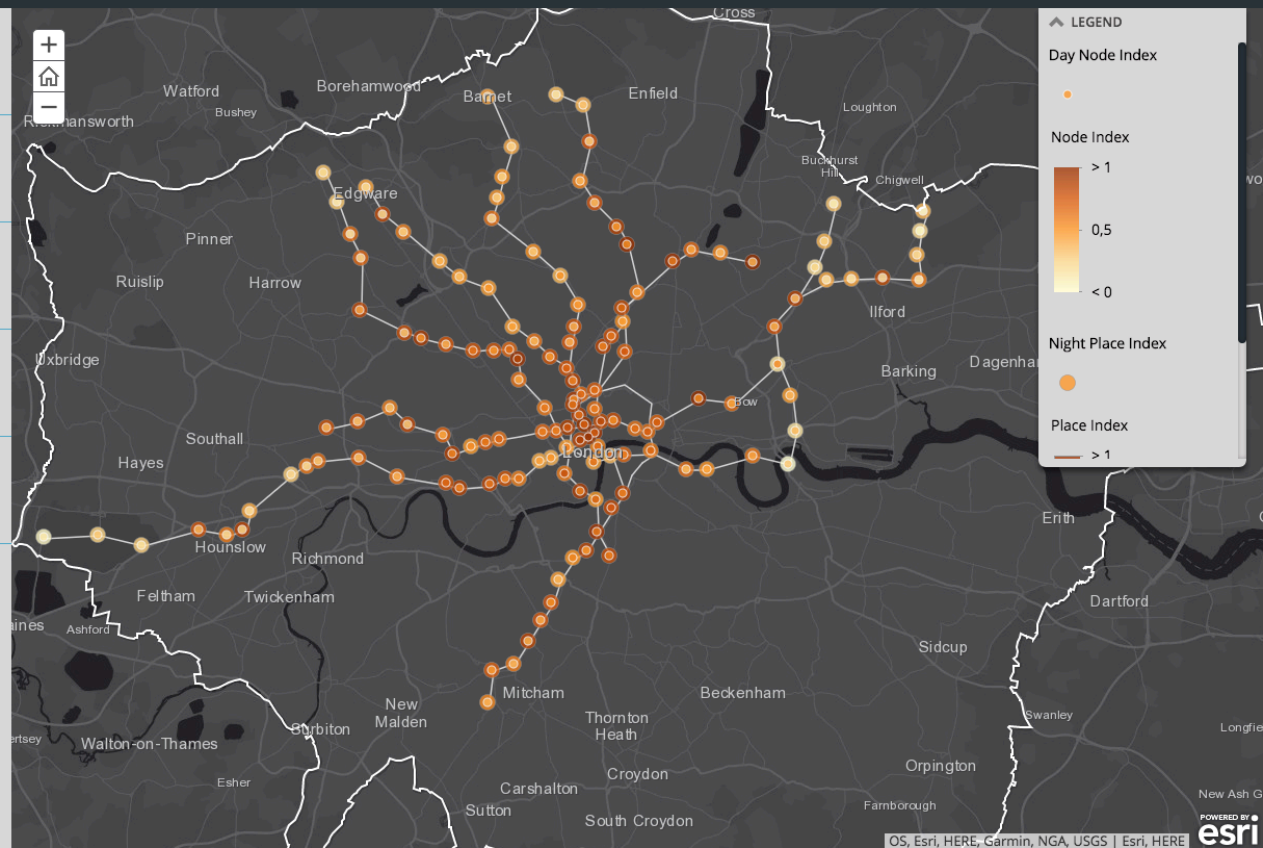 +
−
Cross
Watford
Borehamwood
Barnet
Enfield
Bushey
Loughton
Buckhurst
Hill
Chigwell
Edgware
Pinner
Ruislip
Harrow
Ilford
Uxbridge
Dagenha
Barking
Bow
Southall
Hayes
London
Erith
Hounslow
Richmond
Feltham
Twickenham
Dartford
aines
Ashford
Sidcup
Mitcham
Beckenham
New
Malden
Thornton
Heath
Swanley
Longfie
ertsey
Walton-on-Thames
Surbiton
Orpington
Croydon
Esher
Carshalton
Sutton
South Croydon
Farnborough
New Ash G
LEGEND
Day Node Index
Node Index
> 1
0,5
< 0
Night Place Index
Place Index
> 1
OS, Esri, HERE, Garmin, NGA, USGS | Esri, HERE
POWERED BY
esri